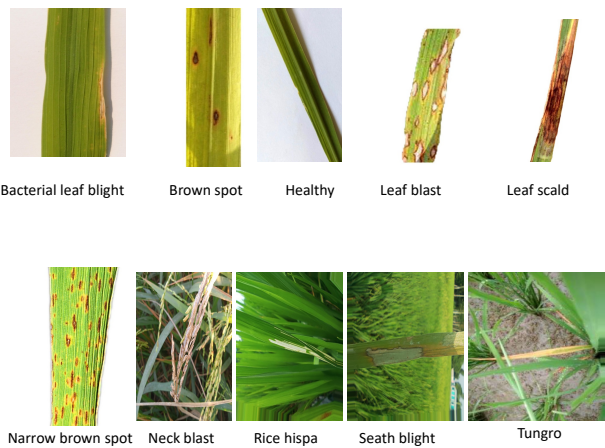 Bacterial leaf blight
Brown spot
Healthy
Leaf blast
Leaf scald
Narrow brown spot
Neck blast
Rice hispa
Seath blight
Tungro